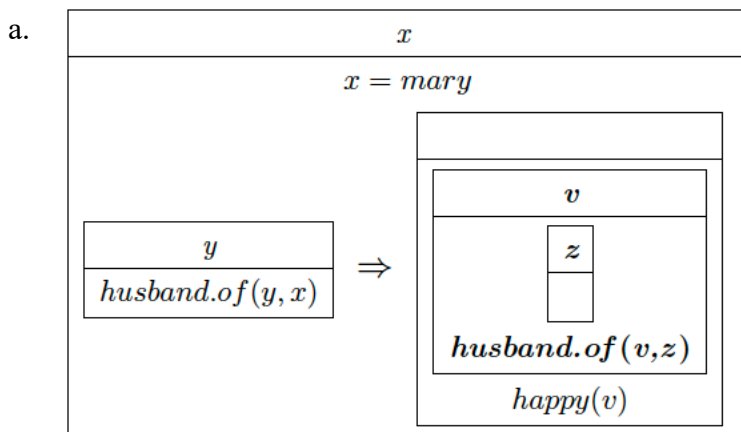 a.
x
x = mary
y
husband.of(y, x)
⇒
v
z
husband.of(v,z)
happy(v)